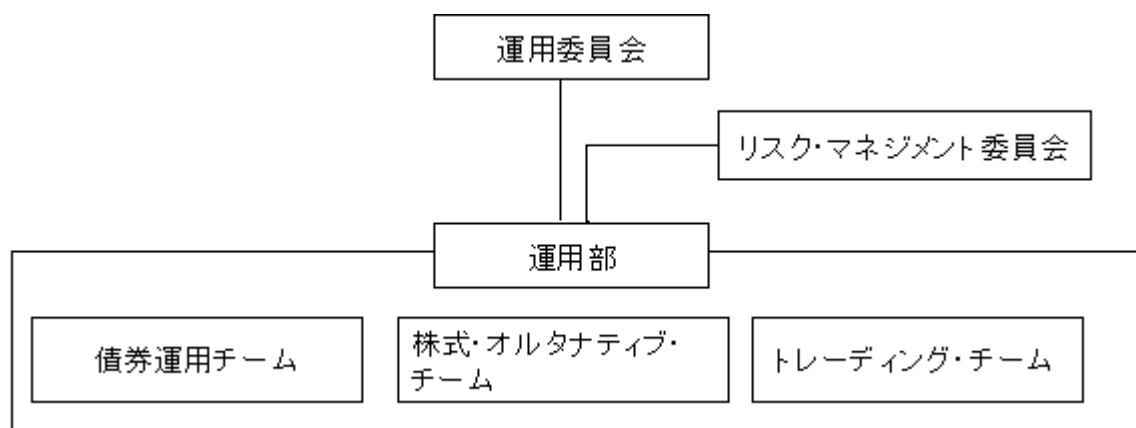 運用委員会
リスク・マネジメント委員会
運用部
債券運用チーム
株式・オルタナティブ・
チーム
トレーディング・チーム